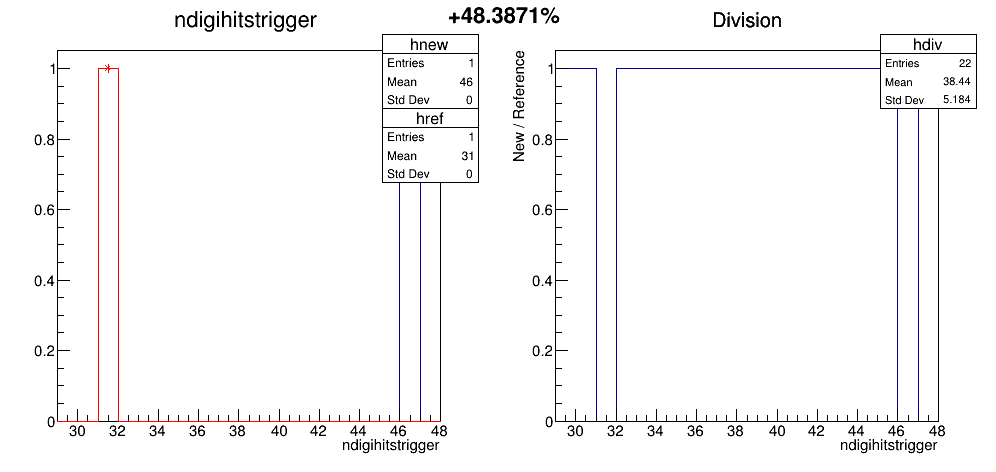 +48.3871%
ndigihitstrigger
hnew
Entries 1
Mean 46
Std Dev 0
href
Entries 1
Mean 31
Std Dev 0
1
0.8
0.6
0.4
0.2
0
30 32 34 36 38 40 42 44 46 48
ndigihitstrigger
Division
hdiv
Entries 22
Mean 38.44
Std Dev 5.184
New / Reference
1
0.8
0.6
0.4
0.2
0
30 32 34 36 38 40 42 44 46 48
ndigihitstrigger